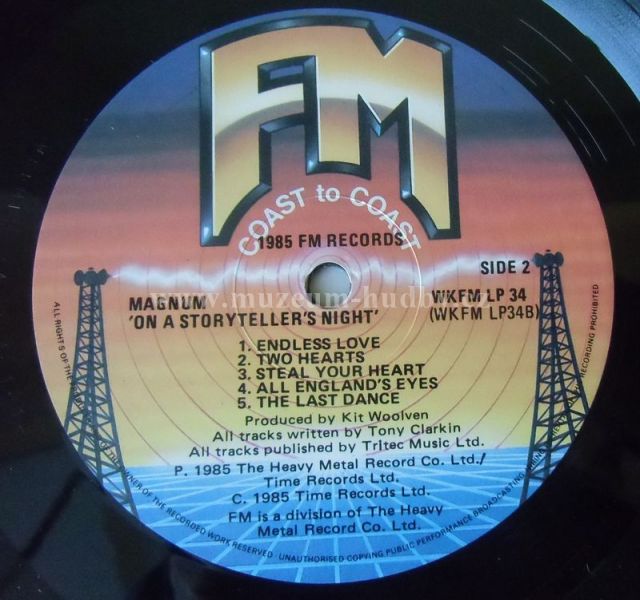 FM
COAST to COAST
1985 FM RECORDS
SIDE 2
MAGNUM
'ON A STORYTELLER'S NIGHT'
WKFM LP 34
(WKFM LP34B)
1. ENDLESS LOVE
2. TWO HEARTS
3. STEAL YOUR HEART
4. ALL ENGLAND'S EYES
5. THE LAST DANCE
Produced by Kit Woolven
All tracks written by Tony Clarkin
All tracks published by Tritec Music Ltd.
P. 1985 The Heavy Metal Record Co. Ltd./
Time Records Ltd.
C. 1985 Time Records Ltd.
FM is a division of The Heavy
Metal Record Co. Ltd.
ALL RIGHTS OF THE OWNER OF THE RECORDED WORK RESERVED - UNAUTHORISED COPYING PUBLIC PERFORMANCE BROADCASTING RECORDING PROHIBITED
www.muzeum-hudby.cz